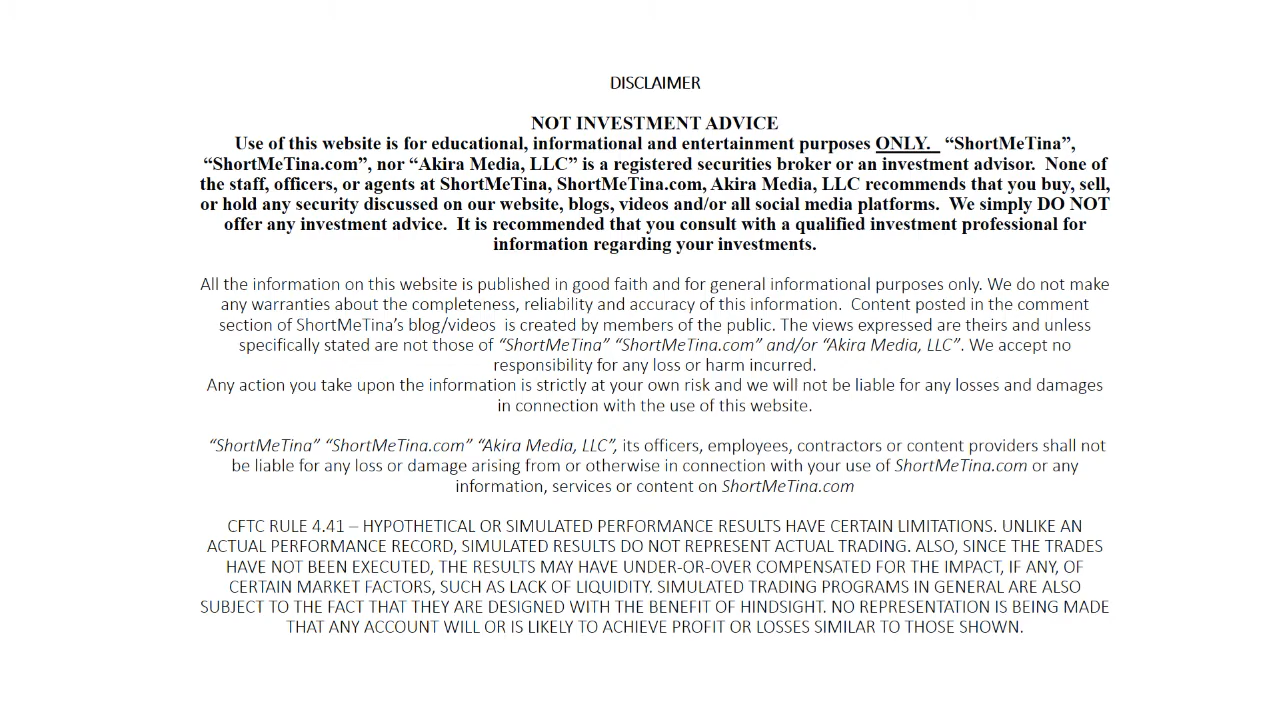 DISCLAIMER
NOT INVESTMENT ADVICE
Use of this website is for educational, informational and entertainment purposes ONLY. “ShortMeTina”,
“ShortMeTina.com”, nor “Akira Media, LLC” is a registered securities broker or an investment advisor. None of
the staff, officers, or agents at ShortMeTina, ShortMeTina.com, Akira Media, LLC recommends that you buy, sell,
or hold any security discussed on our website, blogs, videos and/or all social media platforms. We simply DO NOT
offer any investment advice. It is recommended that you consult with a qualified investment professional for
information regarding your investments.
All the information on this website is published in good faith and for general informational purposes only. We do not make
any warranties about the completeness, reliability and accuracy of this information. Content posted in the comment
section of ShortMeTina’s blog/videos is created by members of the public. The views expressed are theirs and unless
specifically stated are not those of “ShortMeTina” “ShortMeTina.com” and/or “Akira Media, LLC”. We accept no
responsibility for any loss or harm incurred.
Any action you take upon the information is strictly at your own risk and we will not be liable for any losses and damages
in connection with the use of this website.
“ShortMeTina” “ShortMeTina.com” “Akira Media, LLC”, its officers, employees, contractors or content providers shall not
be liable for any loss or damage arising from or otherwise in connection with your use of ShortMeTina.com or any
information, services or content on ShortMeTina.com
CFTC RULE 4.41 – HYPOTHETICAL OR SIMULATED PERFORMANCE RESULTS HAVE CERTAIN LIMITATIONS. UNLIKE AN
ACTUAL PERFORMANCE RECORD, SIMULATED RESULTS DO NOT REPRESENT ACTUAL TRADING. ALSO, SINCE THE TRADES
HAVE NOT BEEN EXECUTED, THE RESULTS MAY HAVE UNDER-OR-OVER COMPENSATED FOR THE IMPACT, IF ANY, OF
CERTAIN MARKET FACTORS, SUCH AS LACK OF LIQUIDITY. SIMULATED TRADING PROGRAMS IN GENERAL ARE ALSO
SUBJECT TO THE FACT THAT THEY ARE DESIGNED WITH THE BENEFIT OF HINDSIGHT. NO REPRESENTATION IS BEING MADE
THAT ANY ACCOUNT WILL OR IS LIKELY TO ACHIEVE PROFIT OR LOSSES SIMILAR TO THOSE SHOWN.